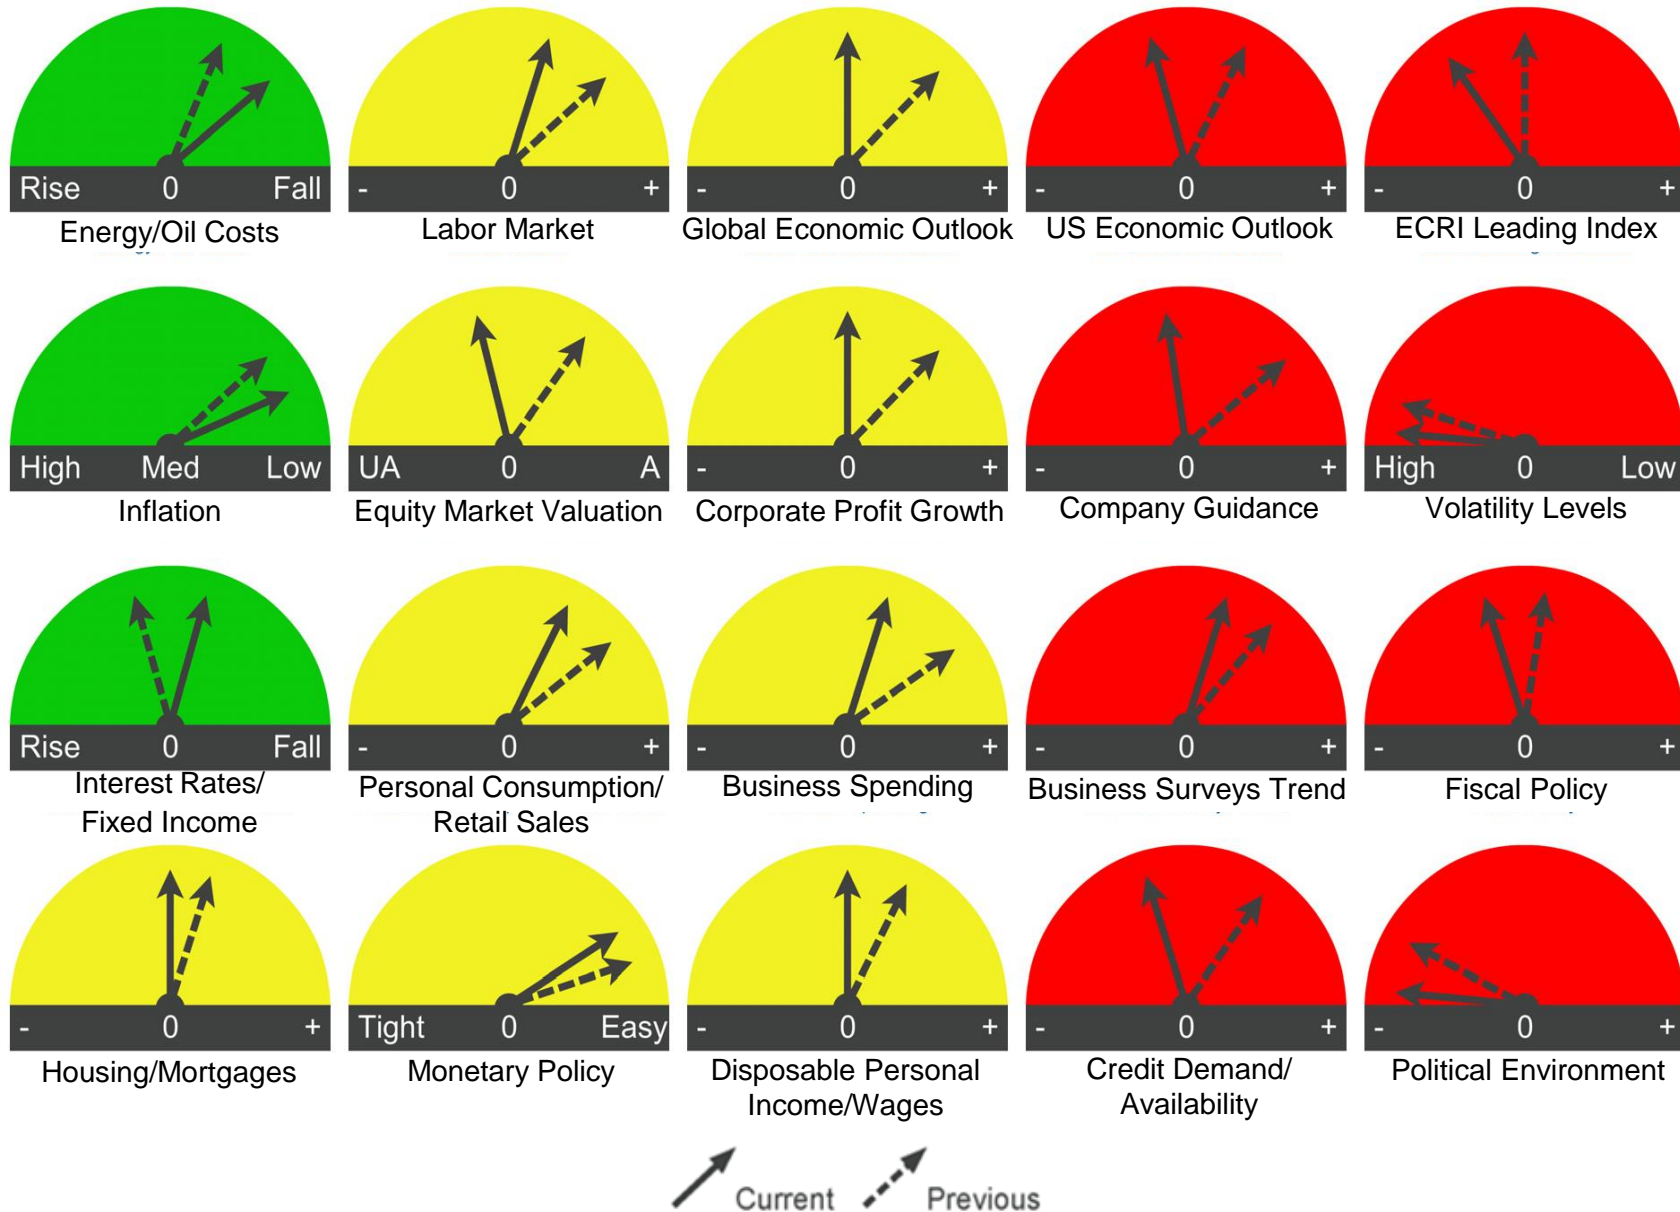 Rise 0 Fall
- 0 +
- 0 +
- 0 +
- 0 +
Energy/Oil Costs
Labor Market
Global Economic Outlook
US Economic Outlook
ECRI Leading Index
High Med Low
UA 0 A
- 0 +
- 0 +
High 0 Low
Inflation
Equity Market Valuation
Corporate Profit Growth
Company Guidance
Volatility Levels
Rise 0 Fall
- 0 +
- 0 +
- 0 +
- 0 +
Interest Rates/
Fixed Income
Personal Consumption/
Retail Sales
Business Spending
Business Surveys Trend
Fiscal Policy
- 0 +
Tight 0 Easy
- 0 +
- 0 +
- 0 +
Housing/Mortgages
Monetary Policy
Disposable Personal
Income/Wages
Credit Demand/
Availability
Political Environment
Current
Previous